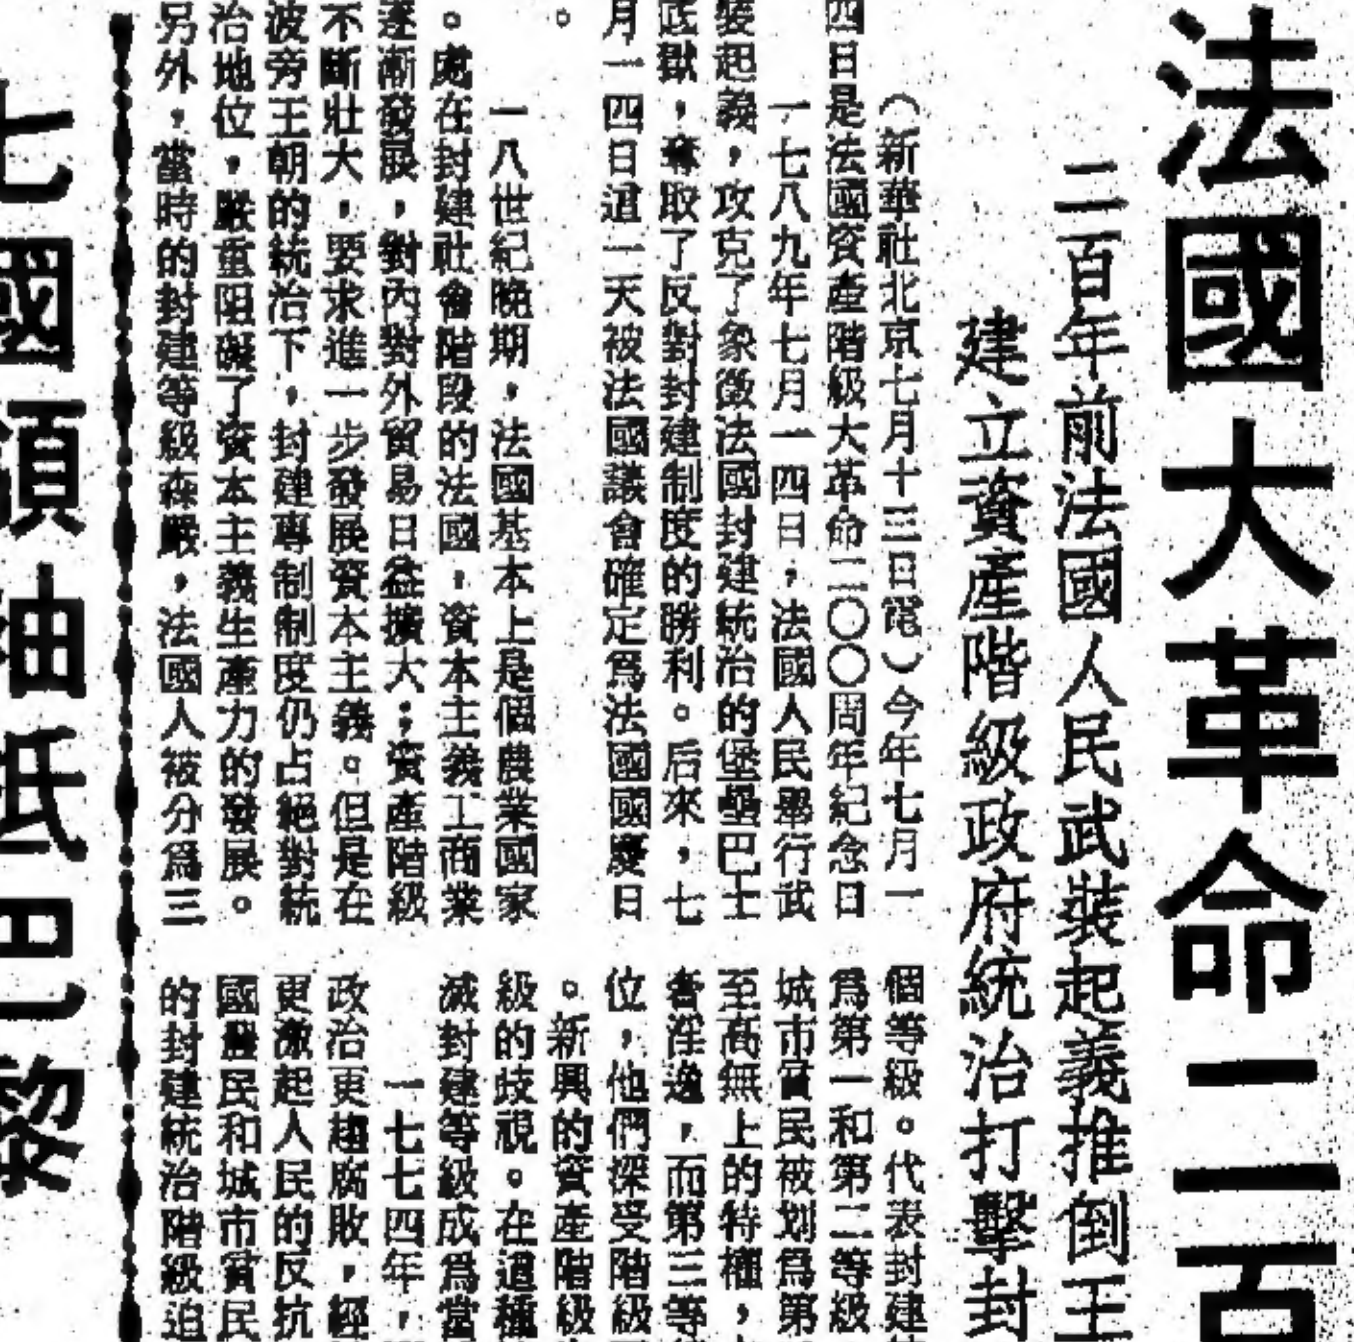 法國大革命二百
二百年前法國人民武裝起義推倒王
建立資產階級政府統治打擊封
（新華社北京七月十三日電）今年七月一
四日是法國資產階級大革命二〇〇周年紀念日
一七八九年七月一四日，法國人民舉行武
裝起義，攻克了象徵法國封建統治的堡壘巴士
底獄，奪取了反對封建制度的勝利。后來，七
月一四日這一天被法國議會確定爲法國國慶日
。
一八世紀晚期，法國基本上是個農業國家
。處在封建社會階段的法國，資本主義工商業
逐漸發展，對內對外貿易日益擴大；資產階級
不斷壯大，要求進一步發展資本主義。但是在
波旁王朝的統治下，封建專制制度仍占絕對統
治地位，嚴重阻礙了資本主義生產力的發展。
另外，當時的封建等級森嚴，法國人被分爲三
個等級。代表封建
爲第一和第二等級
城市貧民被划爲第
至高無上的特權，
奢淫逸，而第三等
位，他們深受階級
。新興的資產階級
級的歧視。在這種
滅封建等級成爲當
一七七四年，
政治更趨腐敗，經
更激起人民的反抗
國農民和城市貧民
的封建統治階級迫
七國領袖抵巴黎